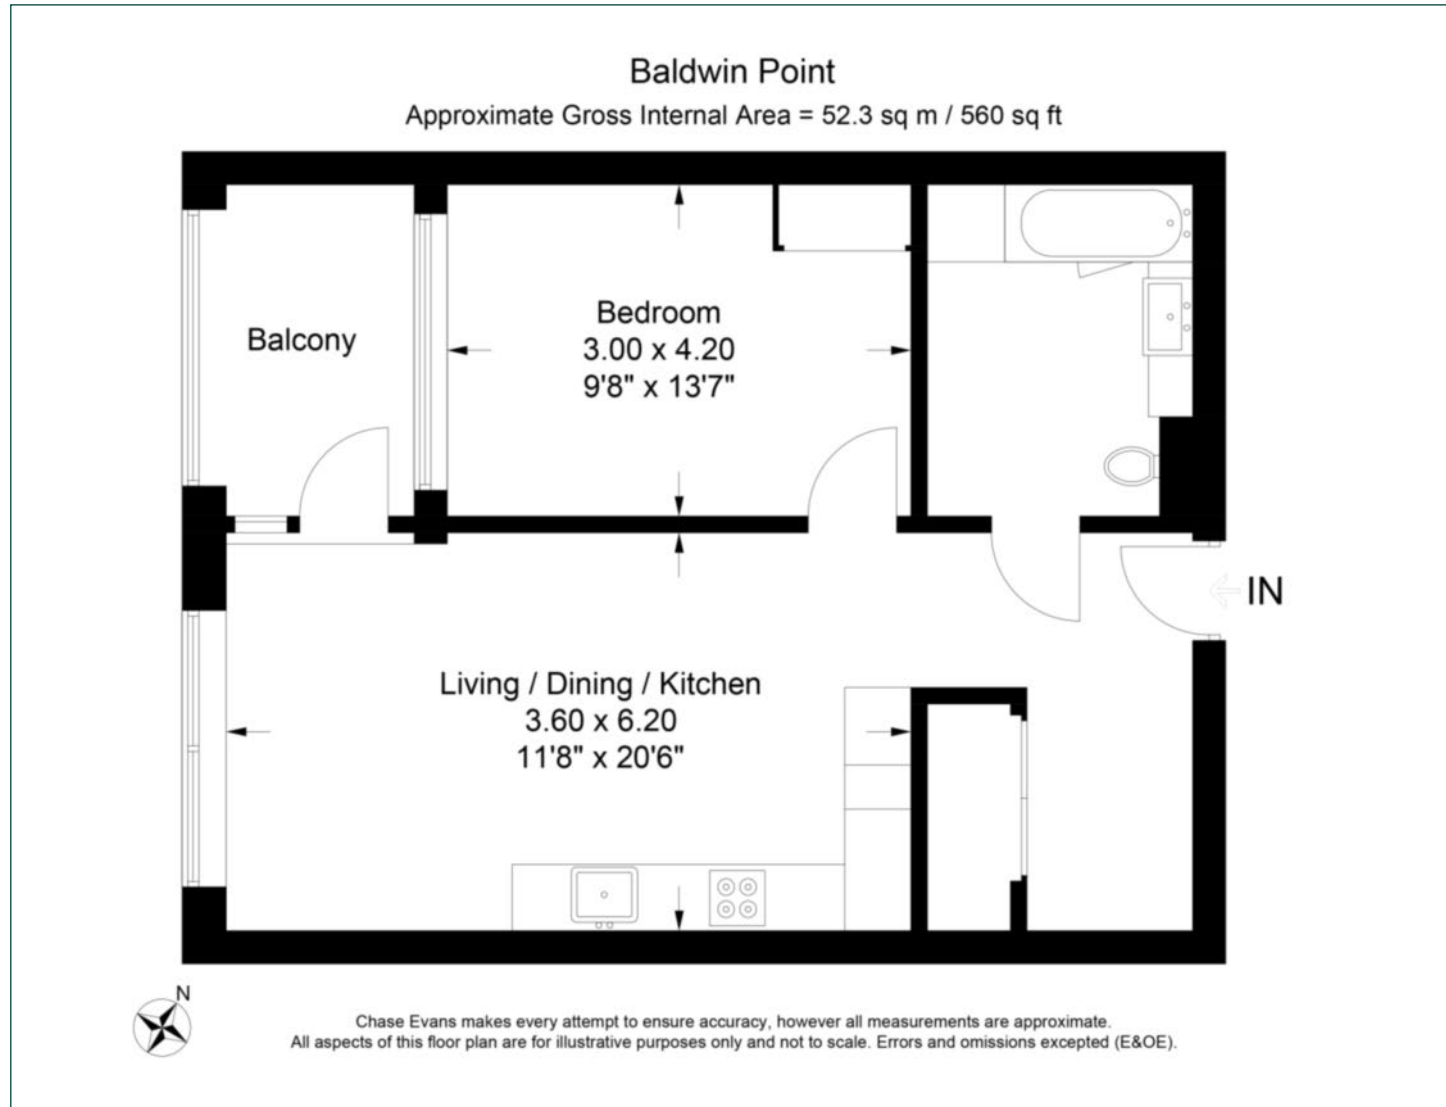 Baldwin Point
Approximate Gross Internal Area = 52.3 sq m / 560 sq ft
Balcony
Bedroom
3.00 x 4.20
9'8" x 13'7"
IN
Living / Dining / Kitchen
3.60 x 6.20
11'8" x 20'6"
N
Chase Evans makes every attempt to ensure accuracy, however all measurements are approximate.
All aspects of this floor plan are for illustrative purposes only and not to scale. Errors and omissions excepted (E&OE).